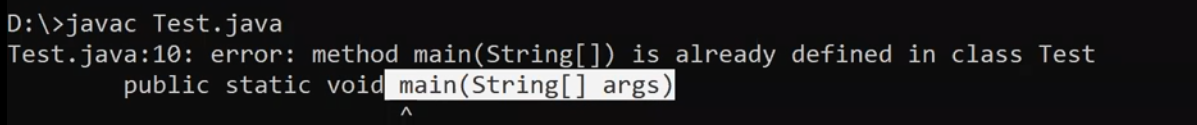 D:\>javac Test.java
Test.java:10: error: method main(String[]) is already defined in class Test
public static void main(String[] args)
^